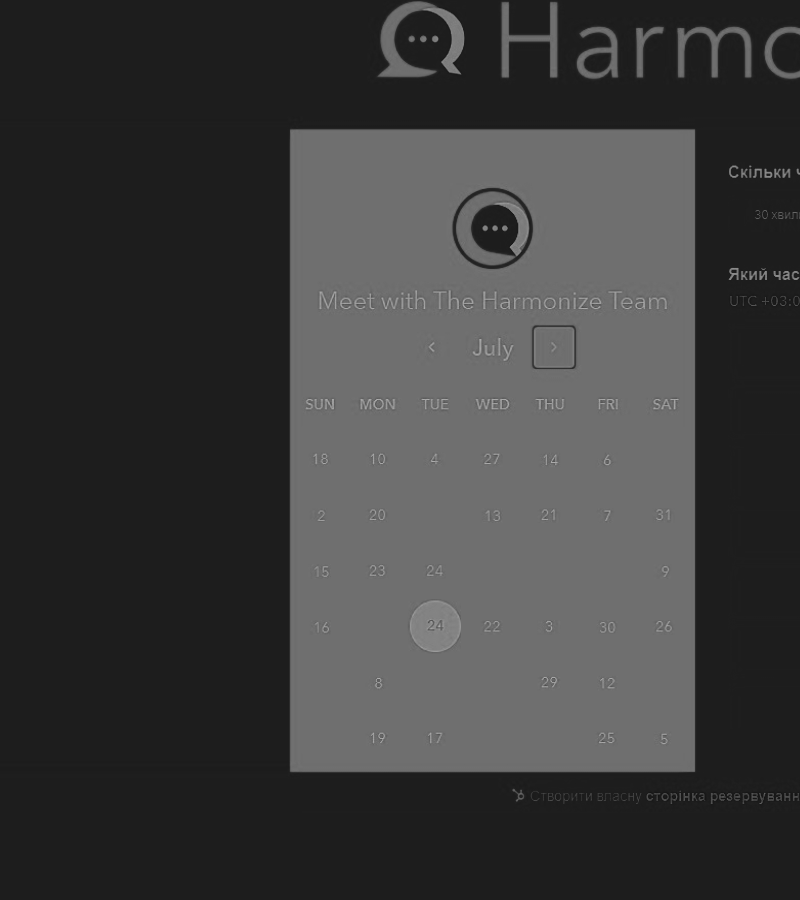 Harmo
Meet with The Harmonize Team
July
SUN MON TUE WED THU FRI SAT
18 10 4 27 14 6
2 20 13 21 7 31
15 23 24 9
16 24 22 3 30 26
8 29 12
19 17 25 5
Скільки ч
30 хвил
Який час
UTC +03:0
Створити власну сторінка резервуванн